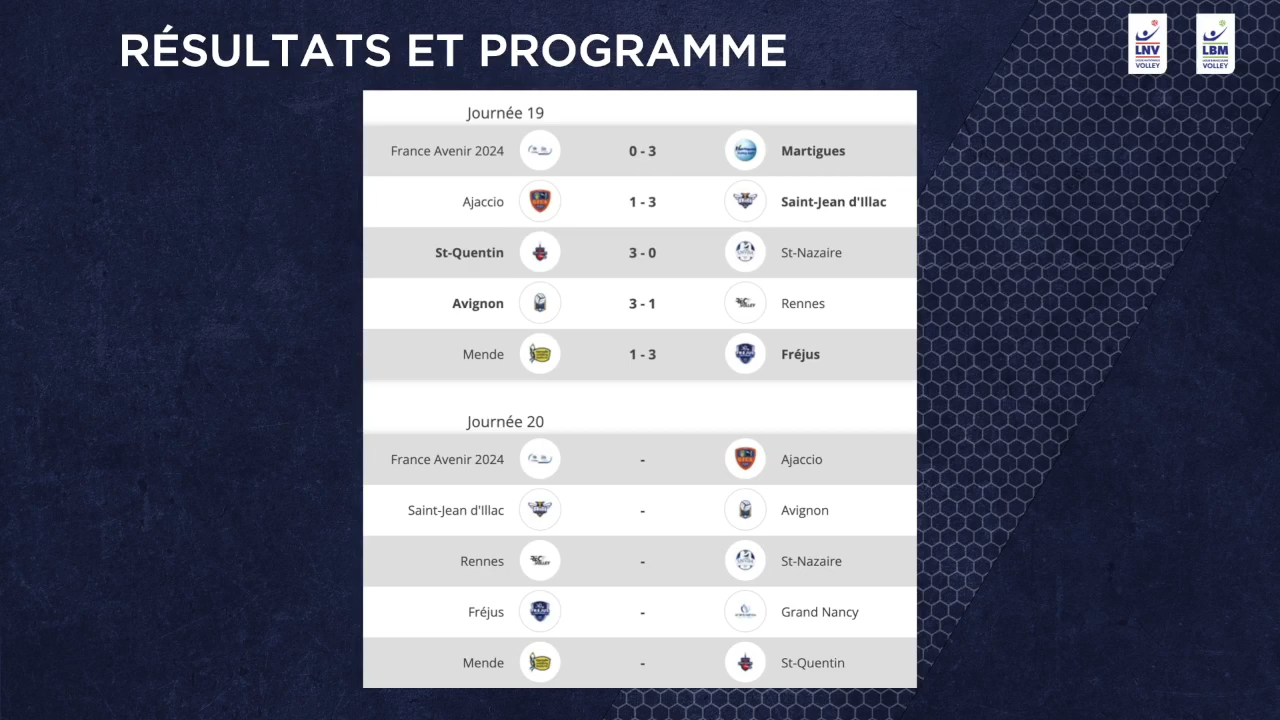 RÉSULTATS ET PROGRAMME
LNV
VOLLEY
LBM
VOLLEY
Journée 19
France Avenir 2024 0 - 3 Martigues
Ajaccio 1 - 3 Saint-Jean d'Illac
St-Quentin 3 - 0 St-Nazaire
Avignon 3 - 1 Rennes
Mende 1 - 3 Fréjus
Journée 20
France Avenir 2024 - Ajaccio
Saint-Jean d'Illac - Avignon
Rennes - St-Nazaire
Fréjus - Grand Nancy
Mende - St-Quentin